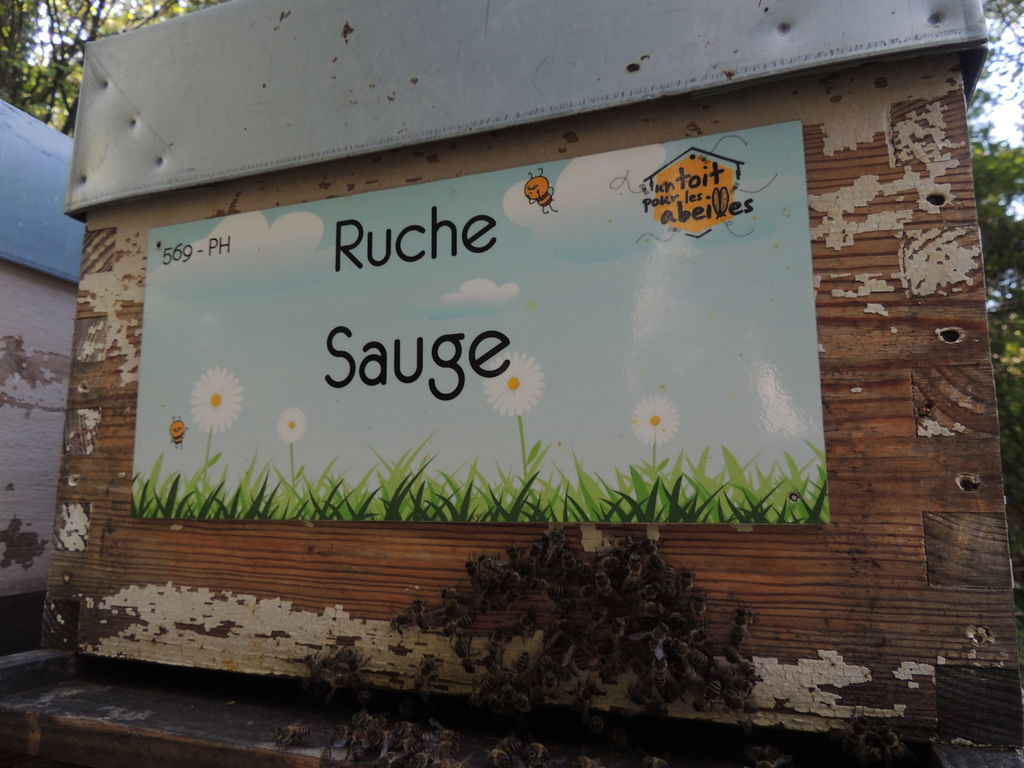 569 - PH
Ruche
Sauge
un toit
pour les
abeilles